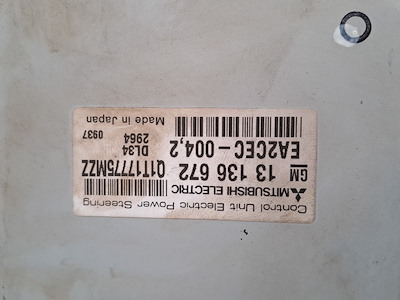 Control Unit Electric Power Steering
MITSUBISHI ELECTRIC
GM 13 136 672 Q1T17775MZZ
EA2CEC-004,2 DL34
2964
Made in Japan 0937